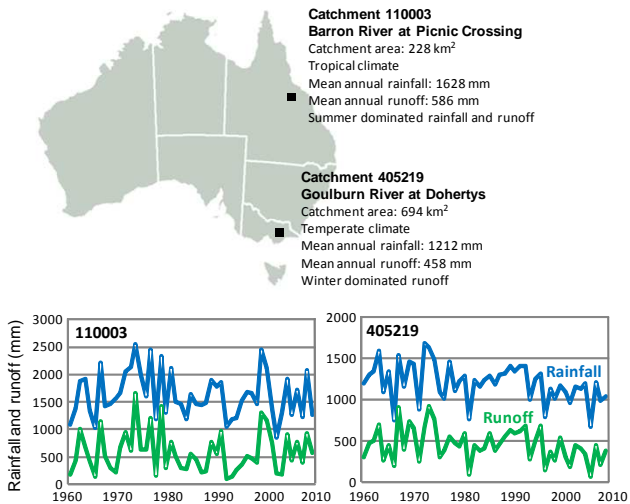 Catchment 110003
Barron River at Picnic Crossing
Catchment area: 228 km²
Tropical climate
Mean annual rainfall: 1628 mm
Mean annual runoff: 586 mm
Summer dominated rainfall and runoff
Catchment 405219
Goulburn River at Dohertys
Catchment area: 694 km²
Temperate climate
Mean annual rainfall: 1212 mm
Mean annual runoff: 458 mm
Winter dominated runoff
Rainfall and runoff (mm)
110003
3000
2500
2000
1500
1000
500
0
1960 1970 1980 1990 2000 2010
405219
2000
1500
1000
500
0
Rainfall
Runoff
1960 1970 1980 1990 2000 2010